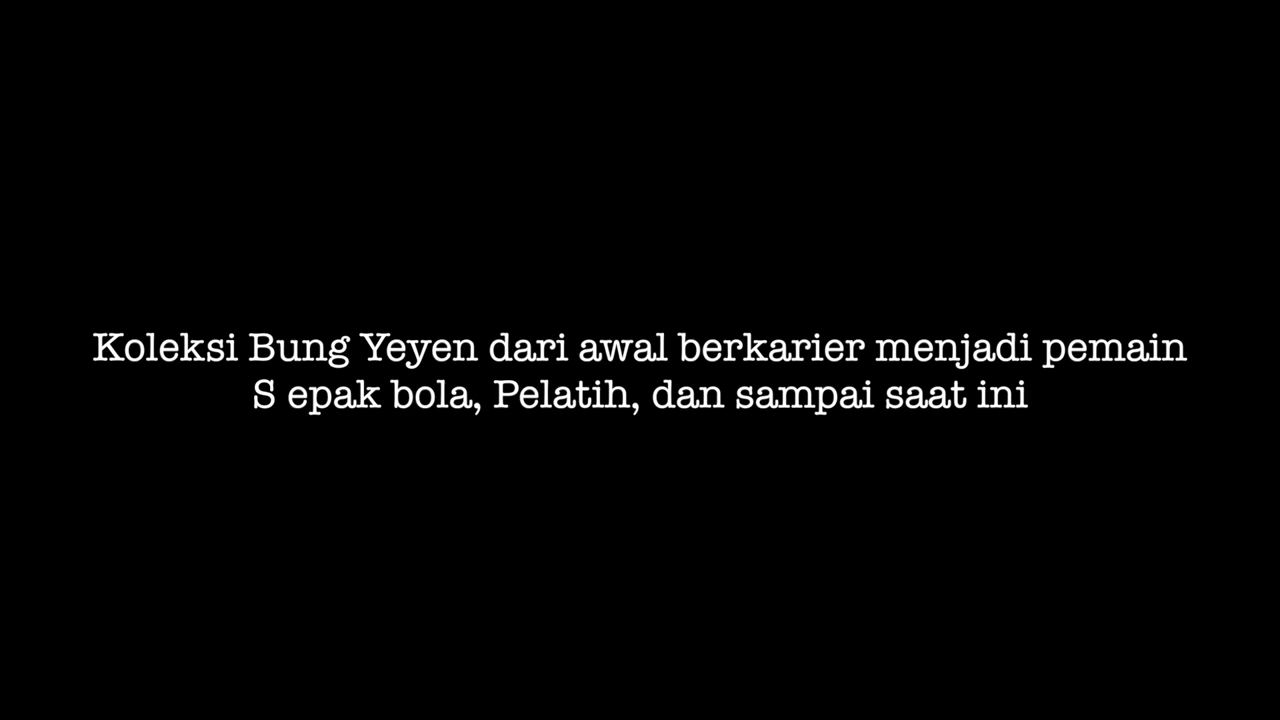 Koleksi Bung Yeyen dari awal berkarier menjadi pemain
S epak bola, Pelatih, dan sampai saat ini